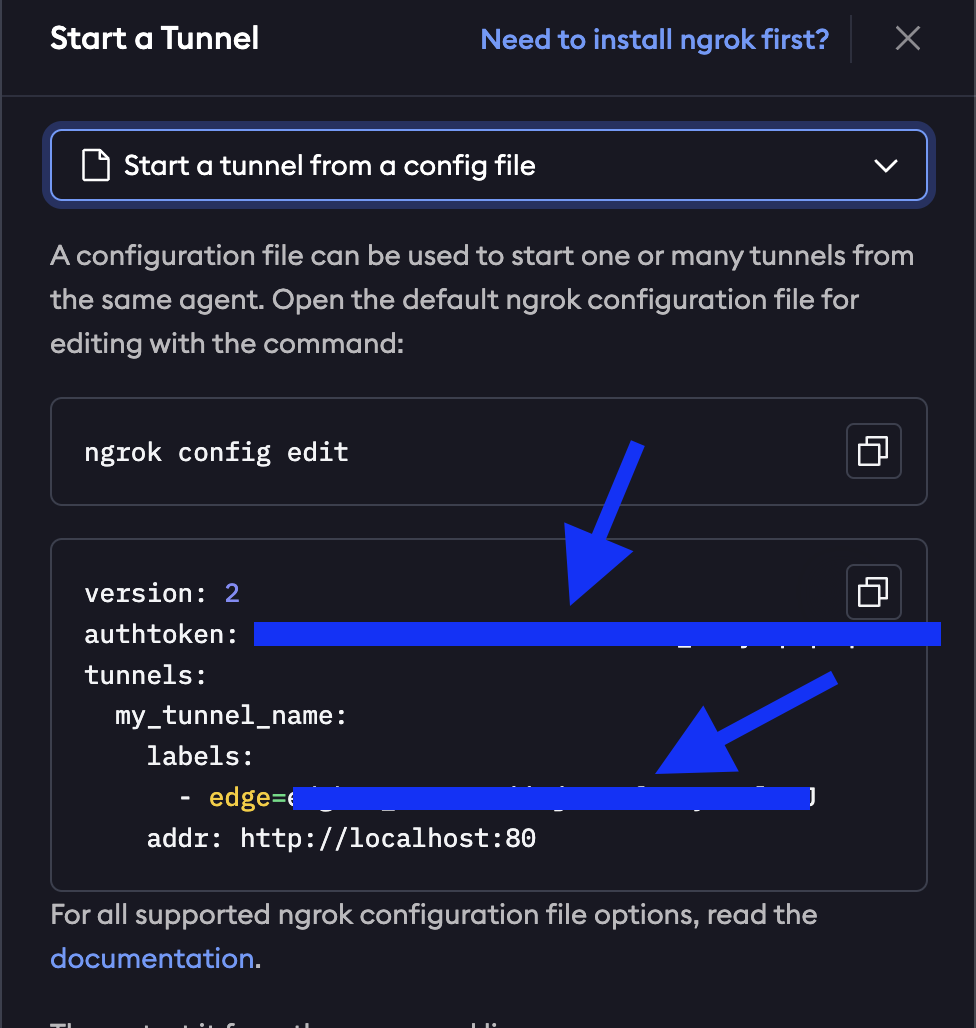 Start a Tunnel
Need to install ngrok first?
Start a tunnel from a config file
A configuration file can be used to start one or many tunnels from
the same agent. Open the default ngrok configuration file for
editing with the command:
ngrok config edit
version: 2
authtoken:
tunnels:
my_tunnel_name:
labels:
- edge=
addr: http://localhost:80
For all supported ngrok configuration file options, read the
documentation.